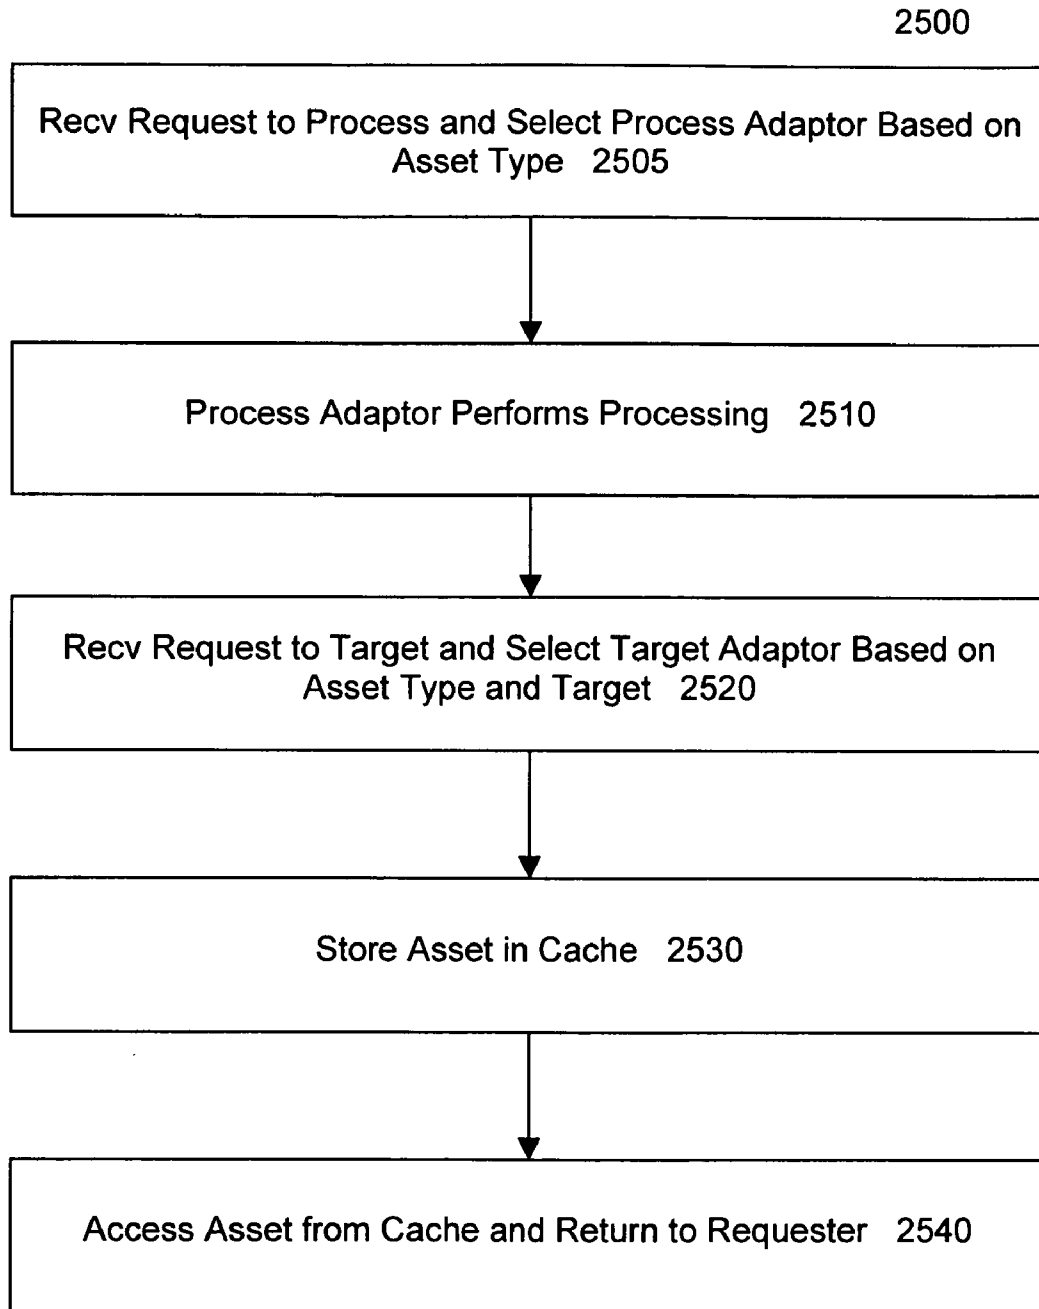 2500
Recv Request to Process and Select Process Adaptor Based on
Asset Type 2505
Process Adaptor Performs Processing 2510
Recv Request to Target and Select Target Adaptor Based on
Asset Type and Target 2520
Store Asset in Cache 2530
Access Asset from Cache and Return to Requester 2540